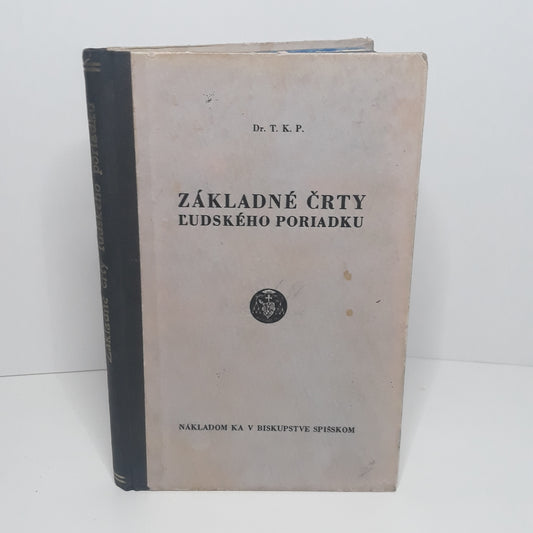 Dr. T. K. P.
ZÁKLADNÉ ČRTY
ĽUDSKÉHO PORIADKU
NÁKLADOM KA V BISKUPSTVE SPIŠSKOM
Základné črty ľudského poriadku